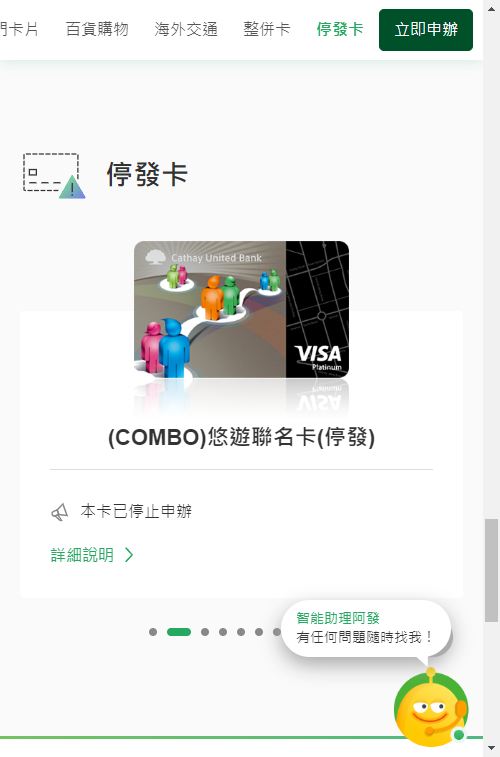 門卡片 百貨購物 海外交通 整併卡 停發卡 立即申辦
停發卡
Cathay United Bank
VISA
Platinum
VISA
(COMBO)悠遊聯名卡(停發)
本卡已停止申辦
詳細說明
智能助理阿發
有任何問題隨時找我！